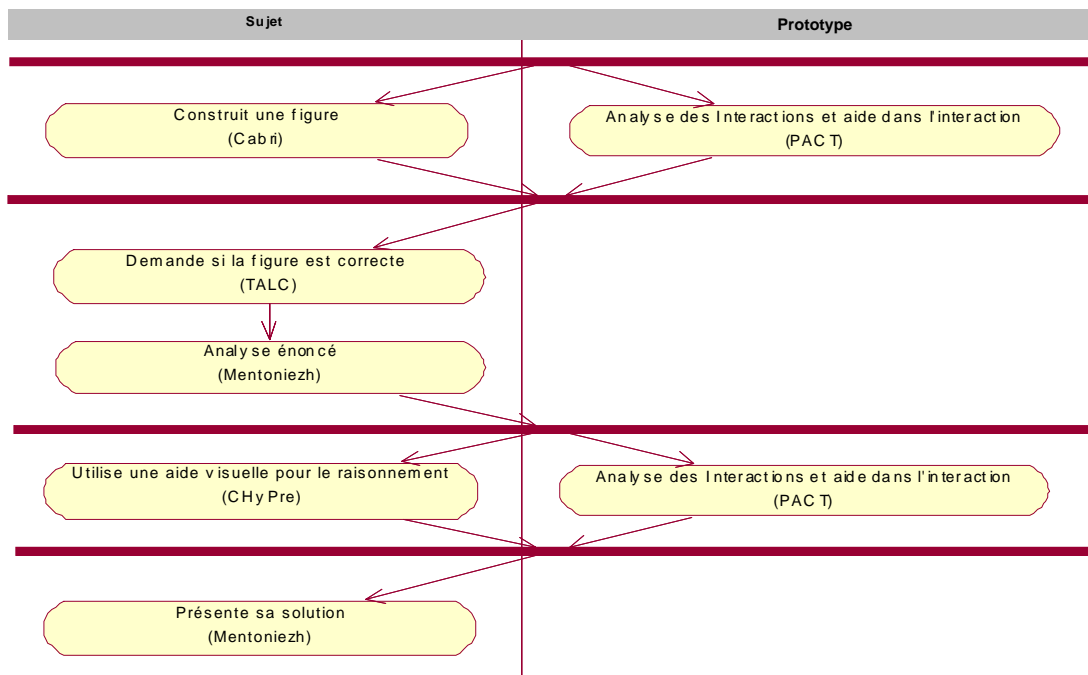 Sujet
Prototype
Construit une figure
(Cabri)
Analyse des Interactions et aide dans l'interaction
(PACT)
Demande si la figure est correcte
(TALC)
Analyse énoncé
(Mentoniezh)
Utilise une aide visuelle pour le raisonnement
(CHyPre)
Analyse des Interactions et aide dans l'interaction
(PACT)
Présente sa solution
(Mentoniezh)